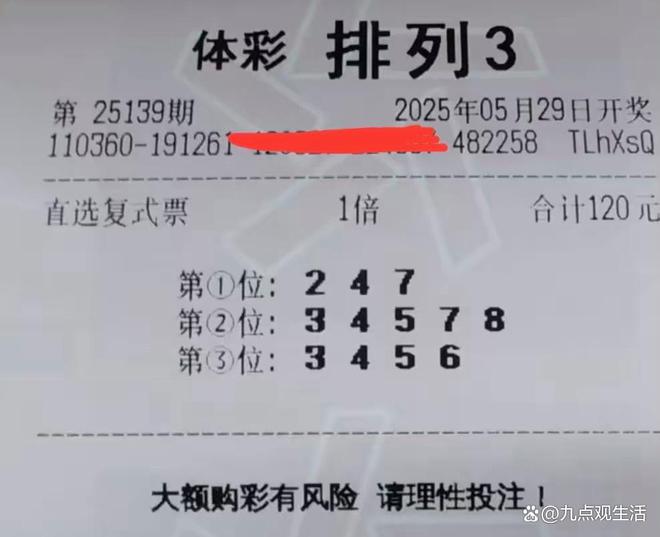 体彩 排列3
第 25139期 2025年05月29日开奖
110360-191261 482258 TLhXsQ
直选复式票 1倍 合计120元
第①位: 2 4 7
第②位: 3 4 5 7 8
第③位: 3 4 5 6
大额购彩有风险 请理性投注!
@九点观生活